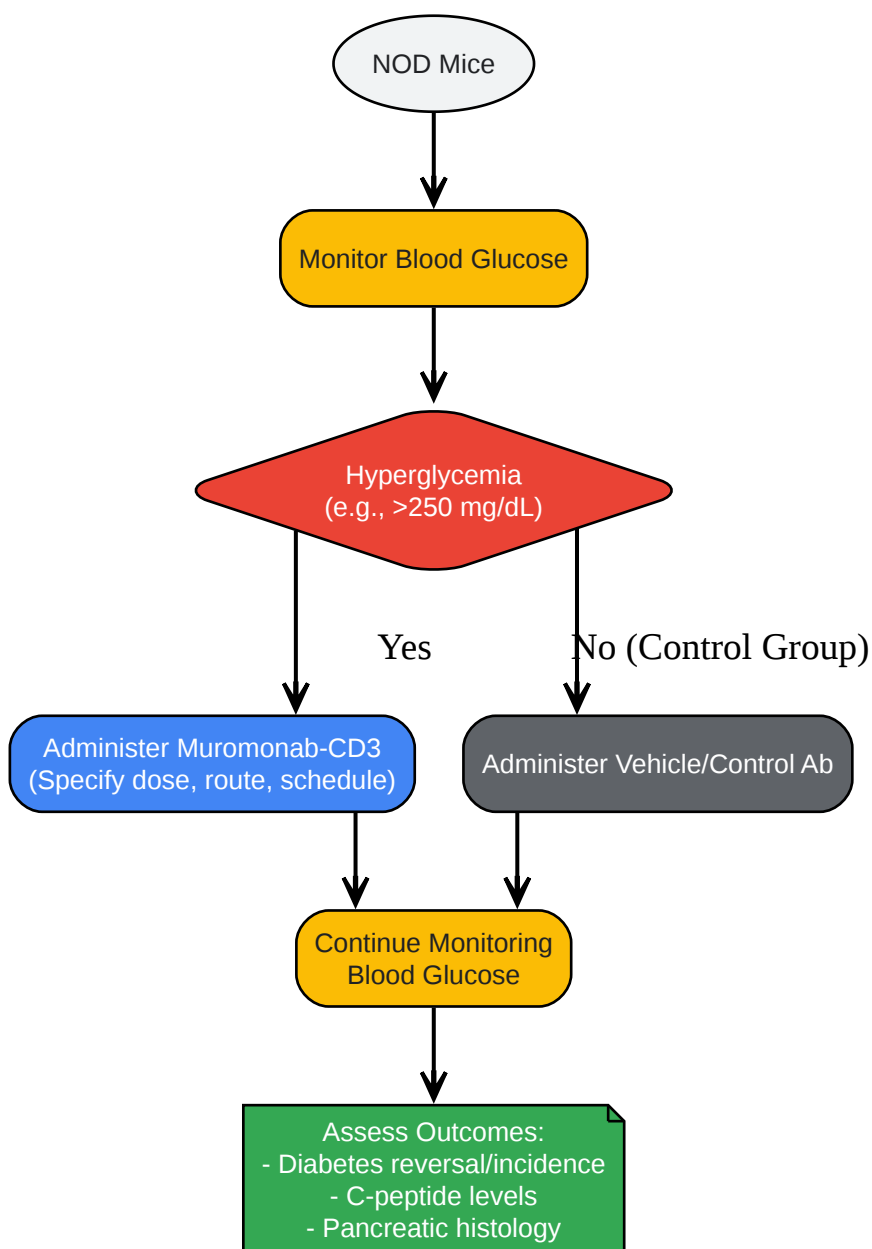 NOD Mice
Monitor Blood Glucose
Hyperglycemia
(e.g., >250 mg/dL)
Yes
No (Control Group)
Administer Muromonab-CD3
(Specify dose, route, schedule)
Administer Vehicle/Control Ab
Continue Monitoring
Blood Glucose
Assess Outcomes:
- Diabetes reversal/incidence
- C-peptide levels
- Pancreatic histology